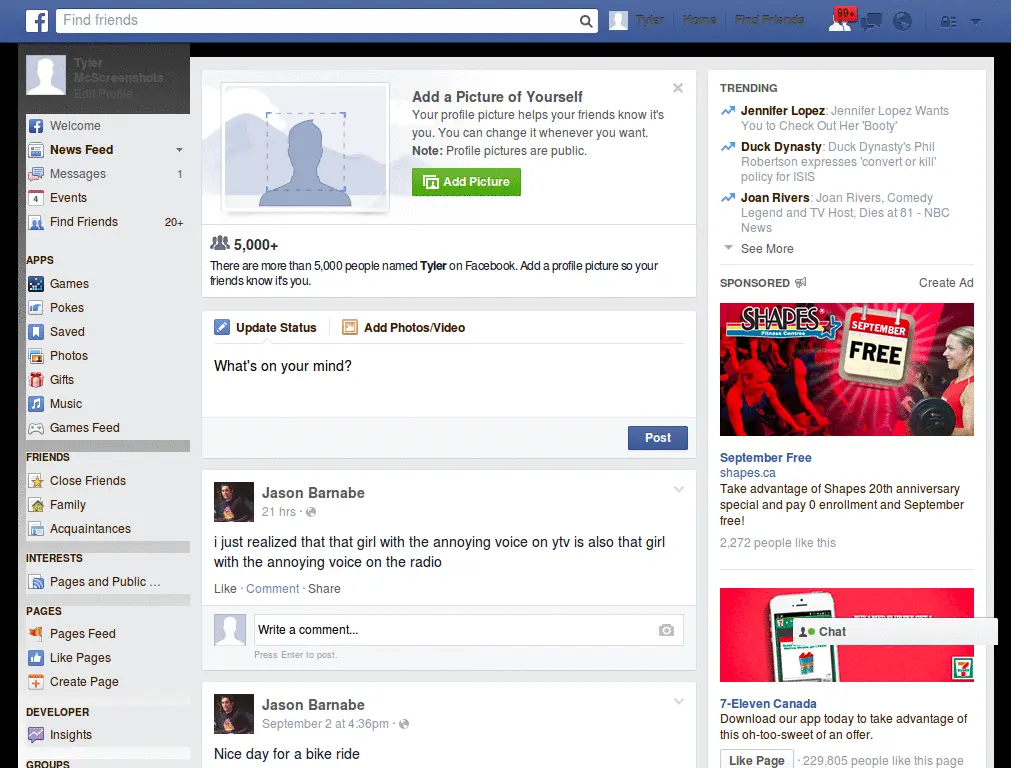 Find friends
Tyler
Home
Find Friends
99+
Tyler
McScreenshots
Edit Profile
Welcome
News Feed
Messages 1
4 Events
Find Friends 20+
APPS
Games
Pokes
Saved
Photos
Gifts
Music
Games Feed
FRIENDS
Close Friends
Family
Acquaintances
INTERESTS
Pages and Public ...
PAGES
Pages Feed
Like Pages
Create Page
DEVELOPER
Insights
GROUPS
Add a Picture of Yourself
Your profile picture helps your friends know it's
you. You can change it whenever you want.
Note: Profile pictures are public.
Add Picture
5,000+
There are more than 5,000 people named Tyler on Facebook. Add a profile picture so your
friends know it's you.
Update Status
Add Photos/Video
What's on your mind?
Post
Jason Barnabe
21 hrs ·
i just realized that that girl with the annoying voice on ytv is also that girl
with the annoying voice on the radio
Like · Comment · Share
Write a comment...
Press Enter to post.
Jason Barnabe
September 2 at 4:36pm ·
Nice day for a bike ride
TRENDING
Jennifer Lopez: Jennifer Lopez Wants
You to Check Out Her 'Booty'
Duck Dynasty: Duck Dynasty's Phil
Robertson expresses 'convert or kill'
policy for ISIS
Joan Rivers: Joan Rivers, Comedy
Legend and TV Host, Dies at 81 - NBC
News
See More
SPONSORED
Create Ad
SHAPES
Fitness Centres
SEPTEMBER
FREE
September Free
shapes.ca
Take advantage of Shapes 20th anniversary
special and pay 0 enrollment and September
free!
2,272 people like this
Chat
7-Eleven Canada
Download our app today to take advantage of
this oh-too-sweet of an offer.
Like Page · 229,805 people like this page